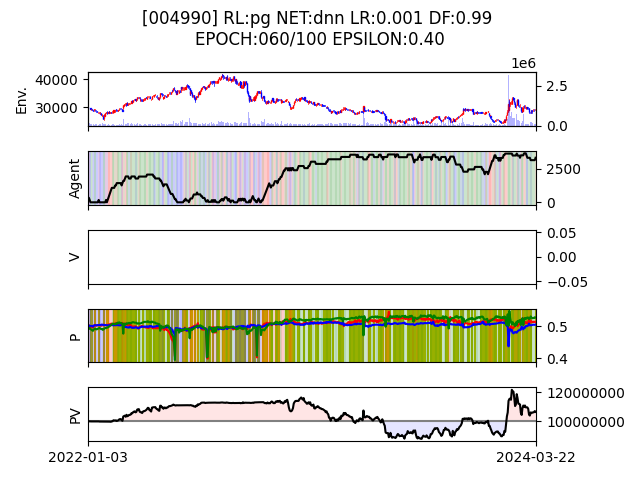 [004990] RL:pg NET:dnn LR:0.001 DF:0.99
EPOCH:060/100 EPSILON:0.40
1e6
Env.
40000
30000
2.5
0.0
Agent
2500
0
V
0.05
0.00
−0.05
P
0.5
0.4
PV
120000000
100000000
2022-01-03
2024-03-22